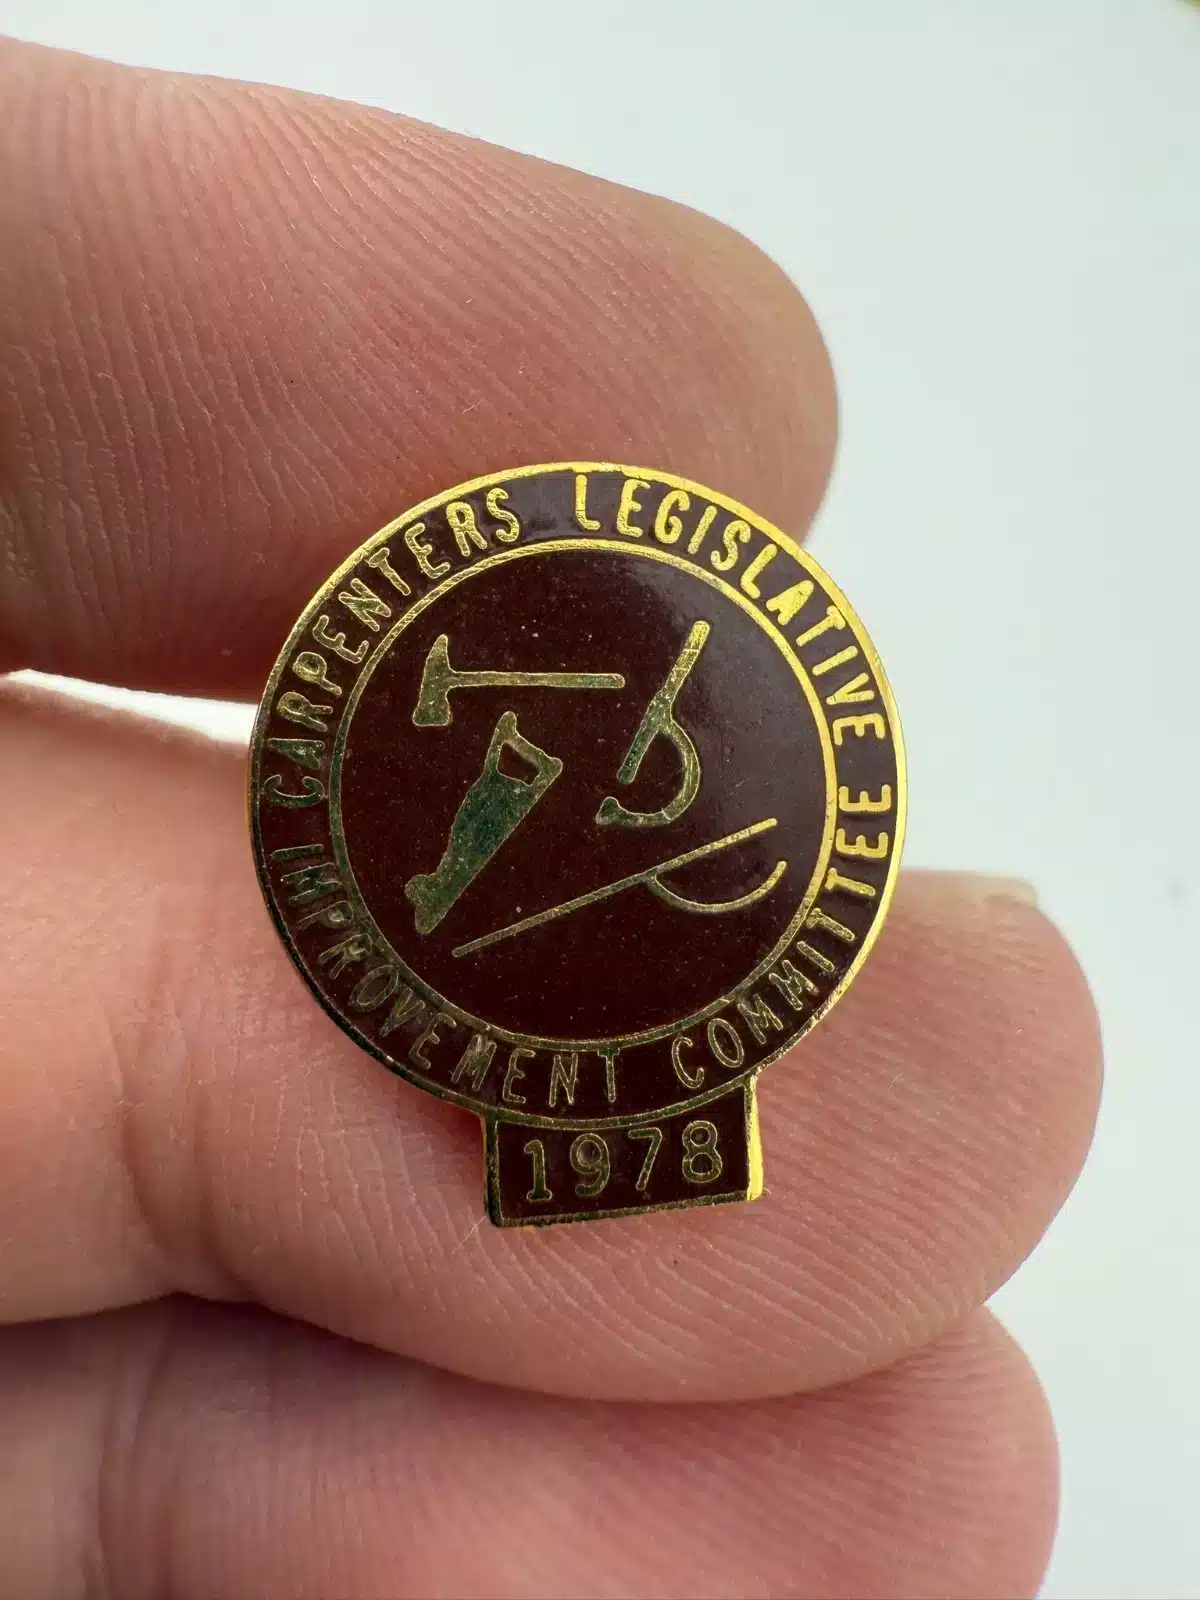 CARPENTERS LEGISLATIVE
IMPROVEMENT COMMITTEE
1978